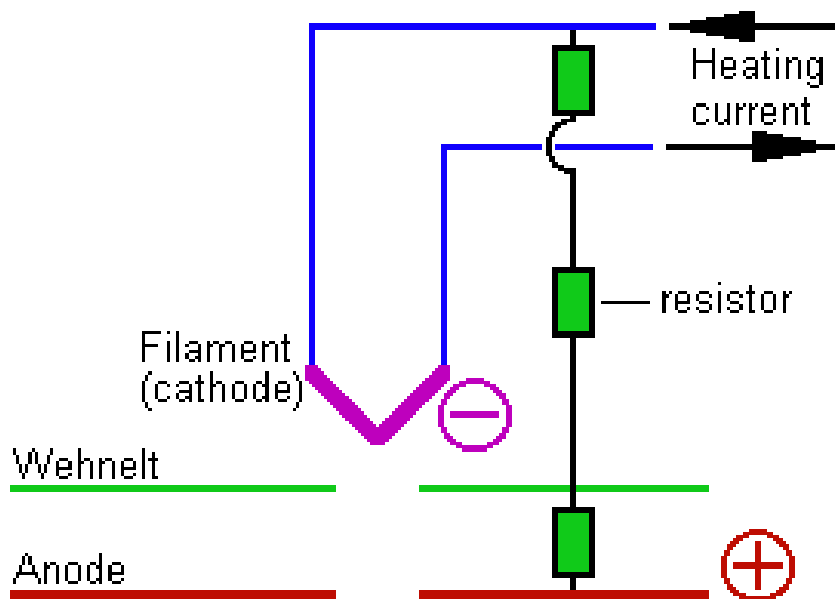 Heating
current
resistor
Filament
(cathode)
Wehnelt
Anode